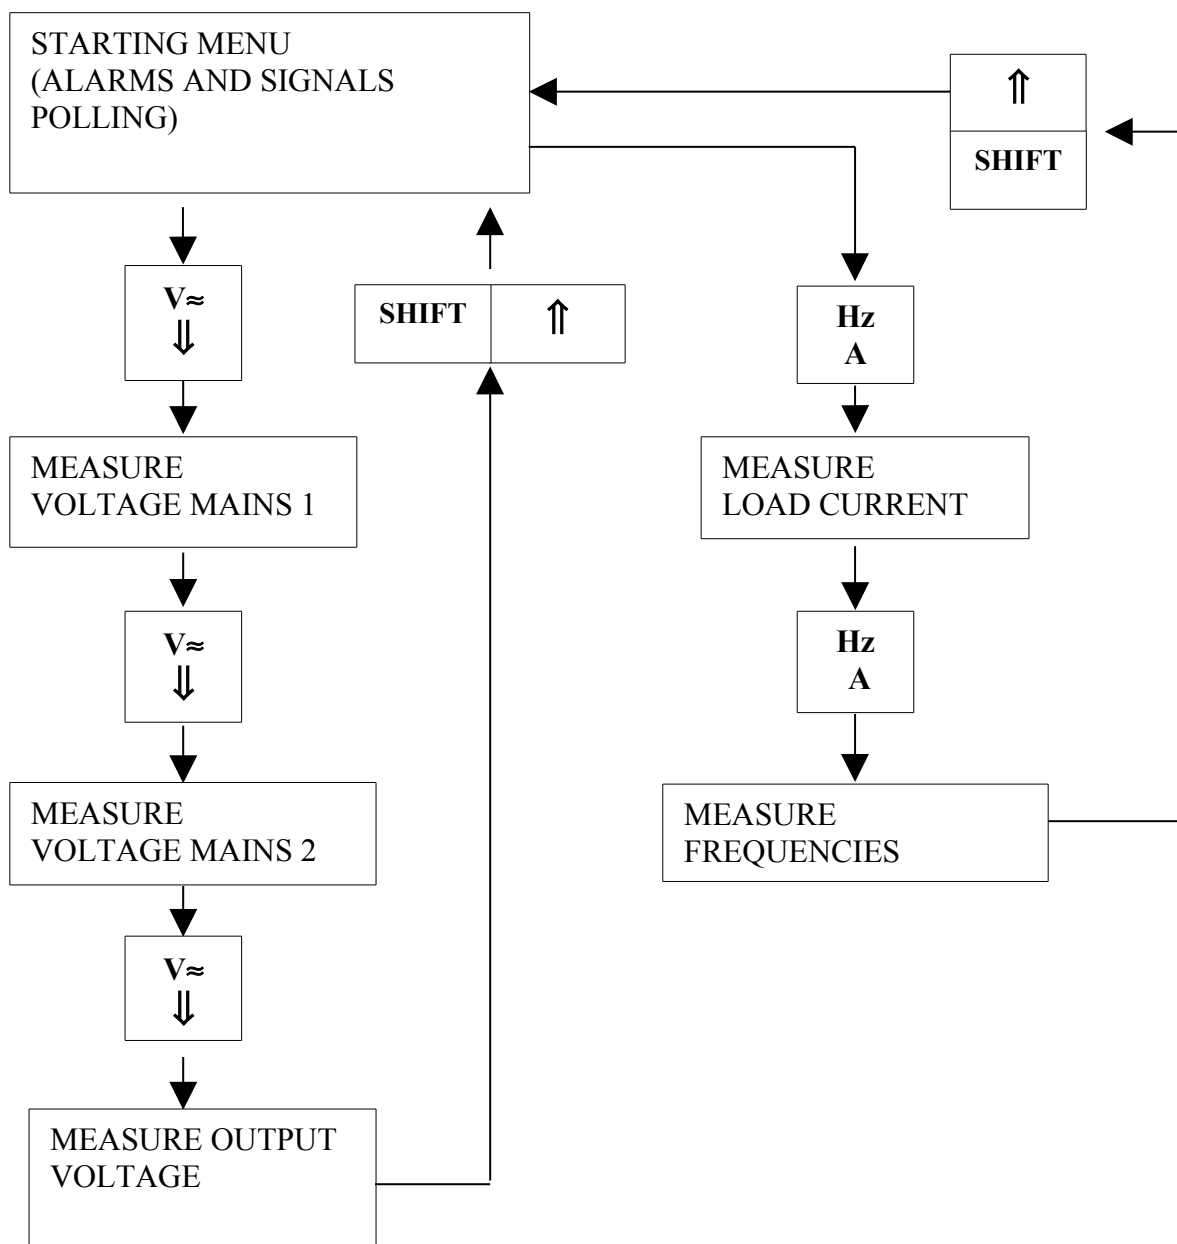 STARTING MENU
(ALARMS AND SIGNALS
POLLING)
⇑
SHIFT
V≈
⇓
SHIFT ⇑
Hz
A
MEASURE
VOLTAGE MAINS 1
MEASURE
LOAD CURRENT
V≈
⇓
Hz
A
MEASURE
VOLTAGE MAINS 2
MEASURE
FREQUENCIES
V≈
⇓
MEASURE OUTPUT
VOLTAGE